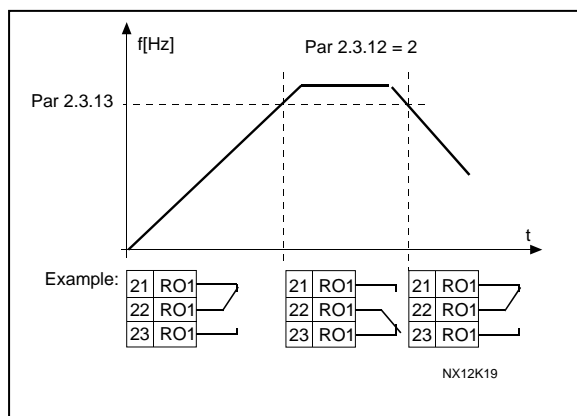 f[Hz]
Par 2.3.12 = 2
Par 2.3.13
t
Example:
21 RO1 21 RO1 21 RO1
22 RO1 22 RO1 22 RO1
23 RO1 23 RO1 23 RO1
NX12K19